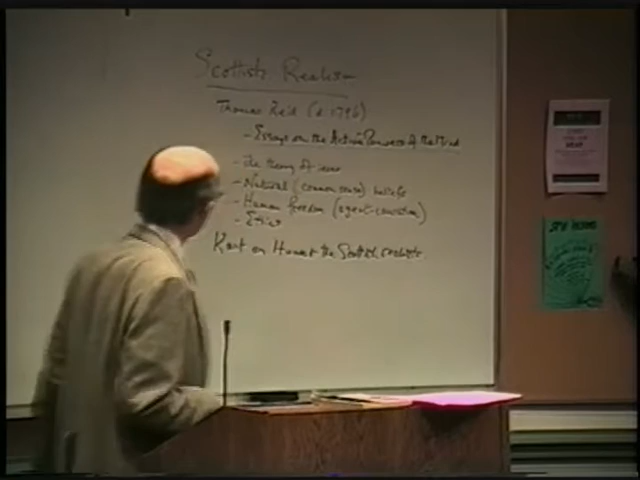 Scottish Realism
Thomas Reid (d. 1796)
- Essays on the Active Powers of the Mind
- The theory of ideas
- Natural (common sense) beliefs
- Human freedom (agent-causation)
- Ethics
Kant on Hume & the Scottish realists